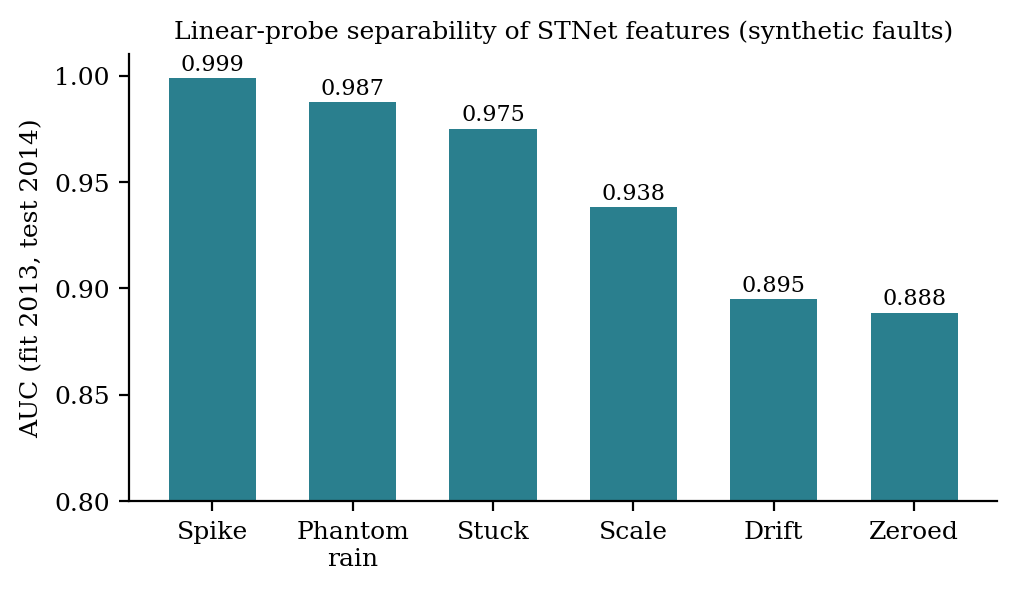 Linear-probe separability of STNet features (synthetic faults)
AUC (fit 2013, test 2014)
1.00
0.95
0.90
0.85
0.80
0.999
0.987
0.975
0.938
0.895
0.888
Spike
Phantom
rain
Stuck
Scale
Drift
Zeroed